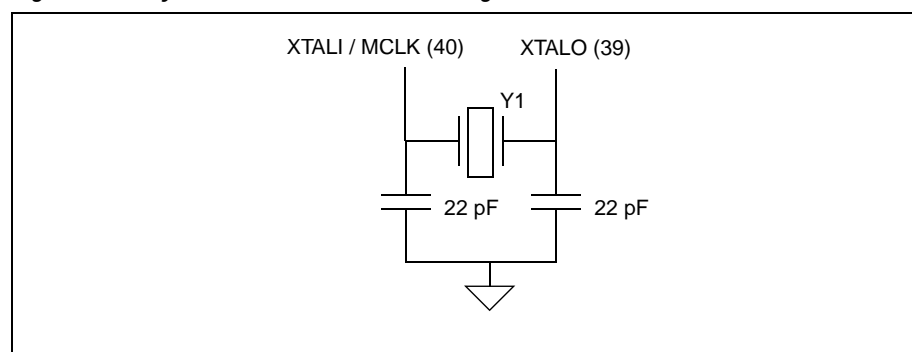 XTALI / MCLK (40) XTALO (39)
Y1
22 pF 22 pF